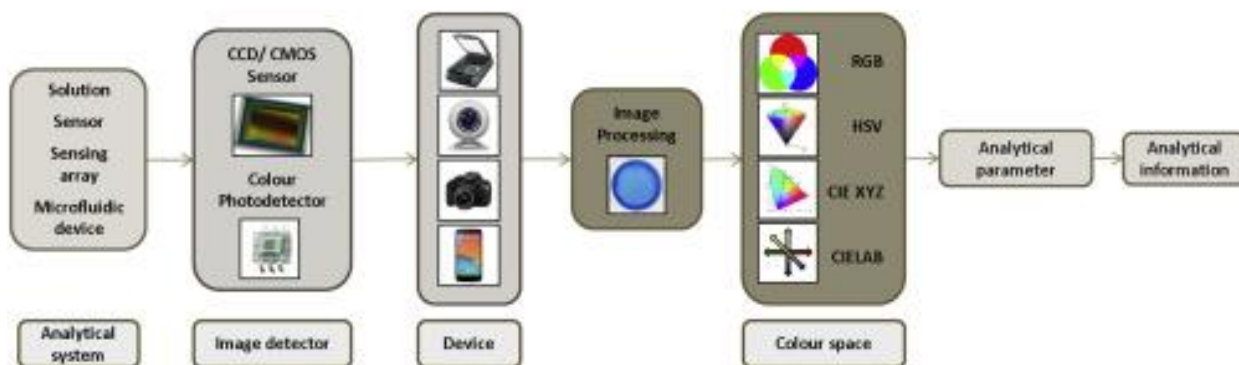 Solution
Sensor
Sensing
array
Microfluidic
device
CCD/ CMOS
Sensor
Colour
Photodetector
Image
Processing
RGB
HSV
CIE XYZ
CIELAB
Analytical
parameter
Analytical
information
Analytical
system
Image detector
Device
Colour space